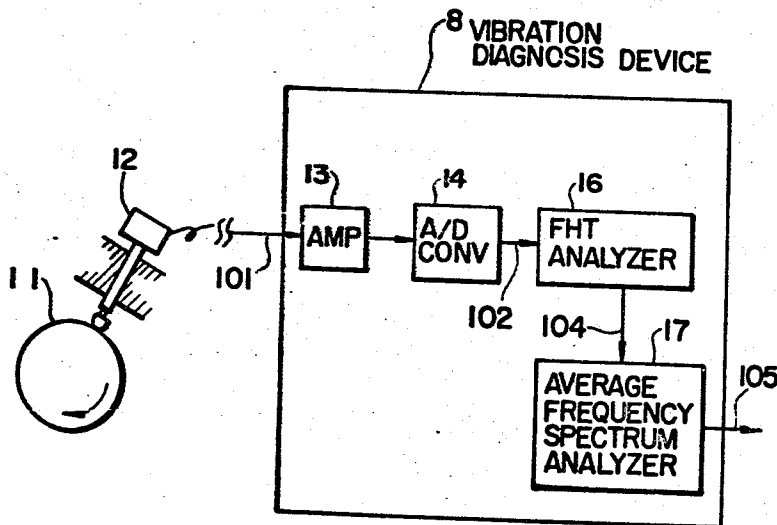 8 VIBRATION
DIAGNOSIS DEVICE
12
13
14
16
AMP
A/D
CONV
FHT
ANALYZER
101
102
11
104
17
AVERAGE
FREQUENCY
SPECTRUM
ANALYZER
105